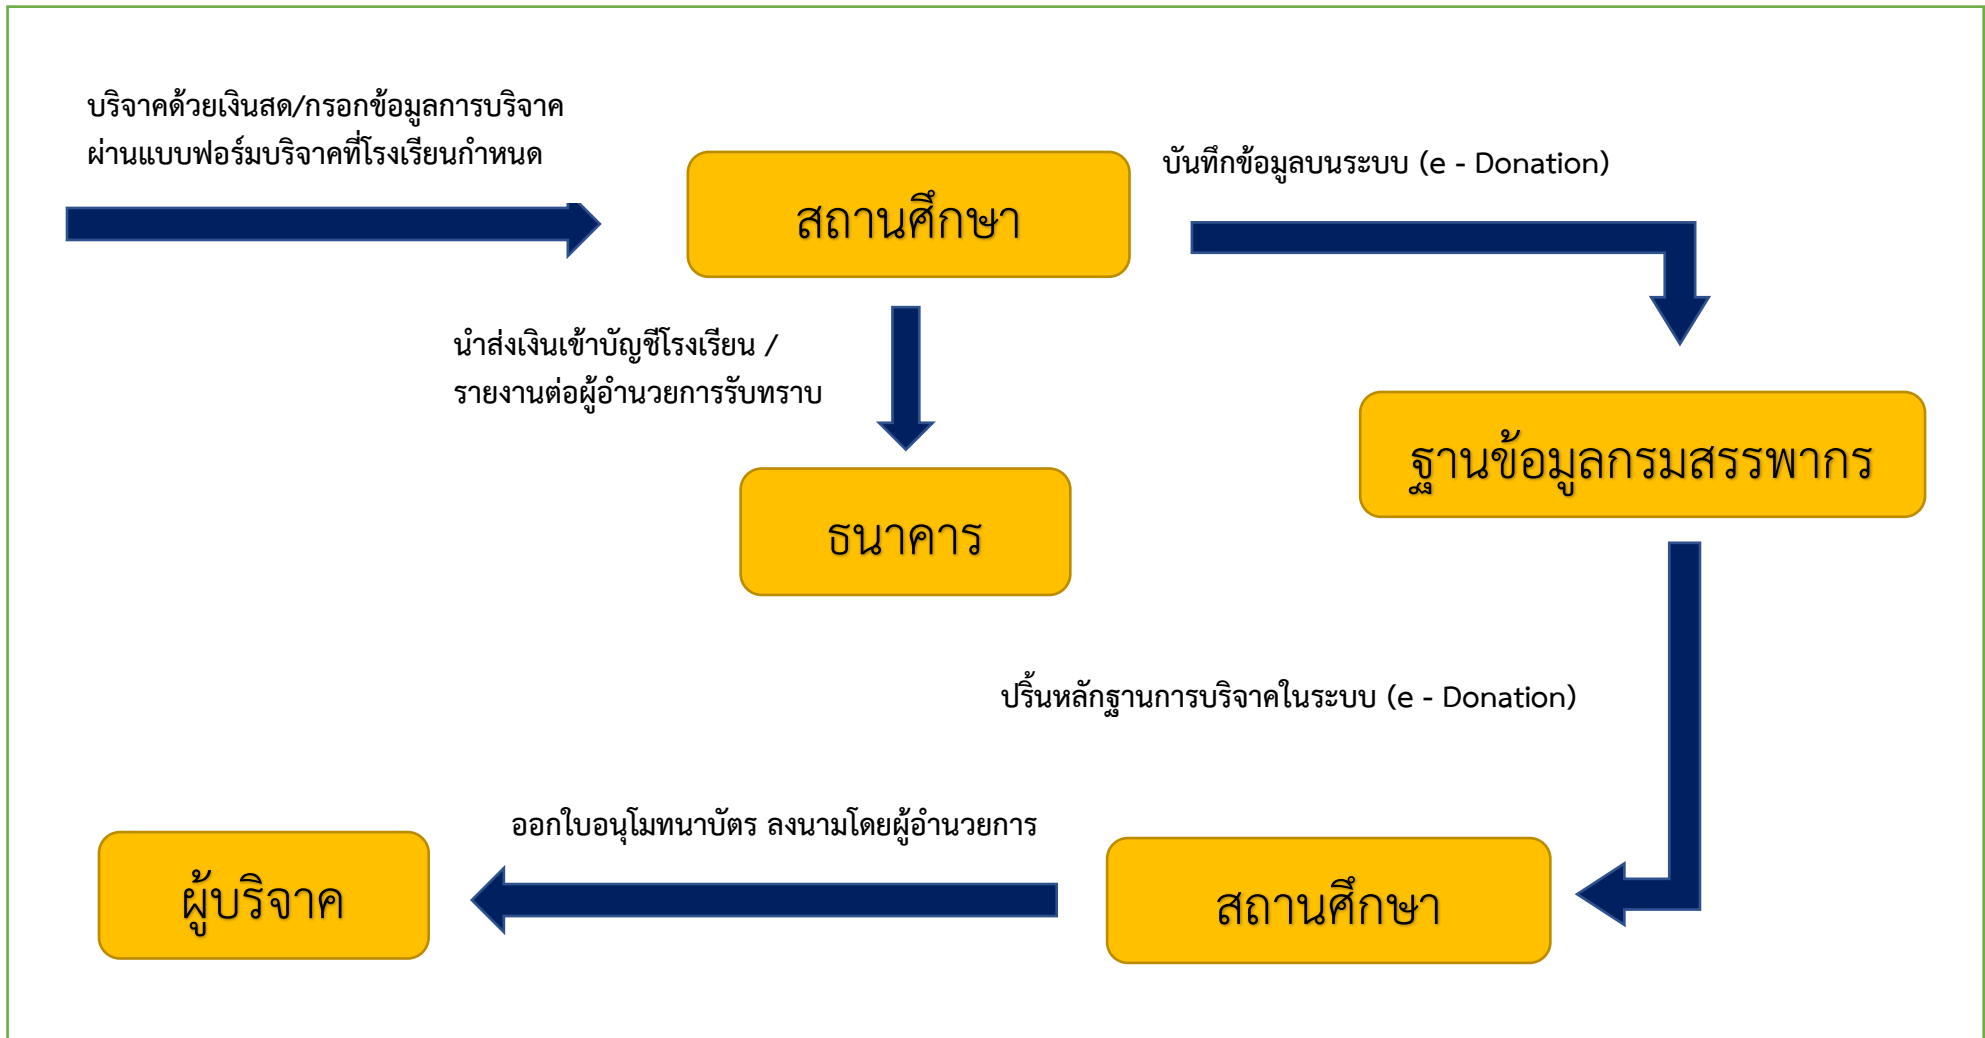 บริจาคด้วยเงินสด/กรอกข้อมูลการบริจาค
ผ่านแบบฟอร์มบริจาคที่โรงเรียนกำหนด
สถานศึกษา
บันทึกข้อมูลบนระบบ (e - Donation)
นำส่งเงินเข้าบัญชีโรงเรียน /
รายงานต่อผู้อำนวยการรับทราบ
ธนาคาร
ฐานข้อมูลกรมสรรพากร
ปริ้นหลักฐานการบริจาคในระบบ (e - Donation)
ออกใบอนุโมทนาบัตร ลงนามโดยผู้อำนวยการ
ผู้บริจาค
สถานศึกษา